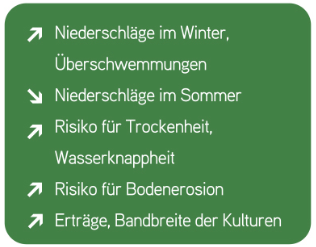 ↗ Niederschläge im Winter,
Überschwemmungen
↘ Niederschläge im Sommer
↗ Risiko für Trockenheit,
Wasserknappheit
↗ Risiko für Bodenerosion
↗ Erträge, Bandbreite der Kulturen